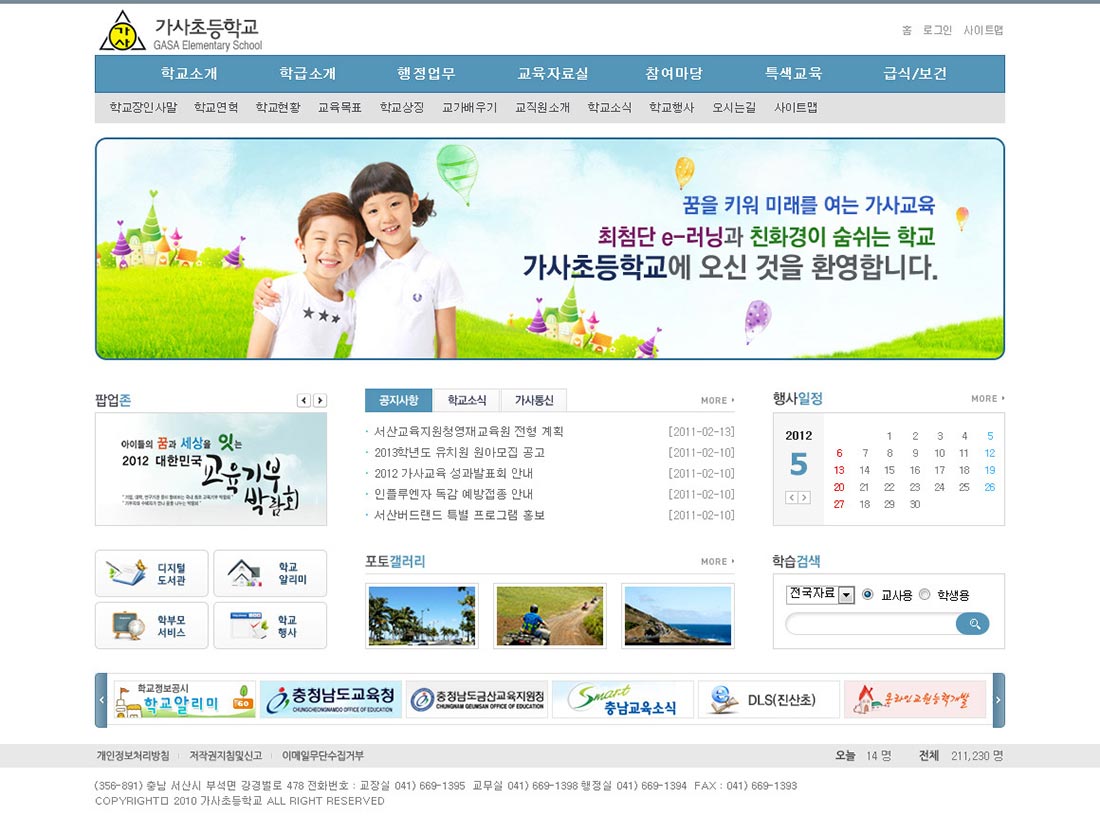 가사
가사초등학교
GASA Elementary School
홈 로그인 사이트맵
학교소개 학급소개 행정업무 교육자료실 참여마당 특색교육 급식/보건
학교장인사말 학교연혁 학교현황 교육목표 학교상징 교가배우기 교직원소개 학교소식 학교행사 오시는길 사이트맵
꿈을 키워 미래를 여는 가사교육
최첨단 e-러닝과 친화경이 숨쉬는 학교
가사초등학교에 오신 것을 환영합니다.
팝업존
아이들의 꿈과 세상을 잇는
2012 대한민국
교육기부
박람회
공지사항 학교소식 가사통신 MORE
서산교육지원청영재교육원 전형 계획 [2011-02-13]
2013학년도 유치원 원아모집 공고 [2011-02-10]
2012 가사교육 성과발표회 안내 [2011-02-10]
인플루엔자 독감 예방접종 안내 [2011-02-10]
서산버드랜드 특별 프로그램 홍보 [2011-02-10]
행사일정 MORE
2012
5
1 2 3 4 5
6 7 8 9 10 11 12
13 14 15 16 17 18 19
20 21 22 23 24 25 26
27 18 29 30
디지털
도서관
학교
알리미
학부모
서비스
학교
행사
포토갤러리 MORE
학습검색
전국자료 교사용 학생용
학교정보공시
학교알리미
충청남도교육청
CHUNGCHEONGNAMDO OFFICE OF EDUCATION
충청남도금산교육지원청
CHUNGNAM GEUMSAN OFFICE OF EDUCATION
Smart
충남교육소식
DLS(진산초)
온라인교원능력개발
개인정보처리방침 저작권지침및신고 이메일무단수집거부
오늘 14 명 전체 211,230 명
(356-891) 충남 서산시 부석면 강경벌로 478 전화번호 : 교장실 041) 669-1395 교무실 041) 669-1398 행정실 041) 669-1394 FAX : 041) 669-1393
COPYRIGHT□ 2010 가사초등학교 ALL RIGHT RESERVED